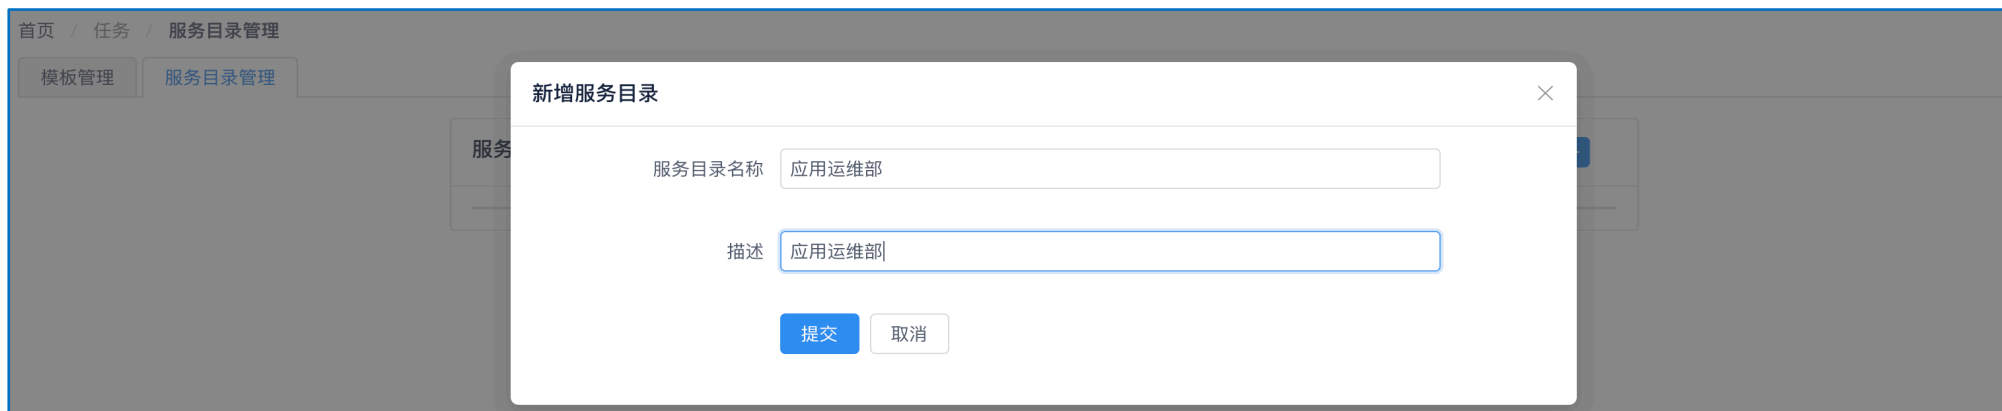 首页 / 任务 / 服务目录管理
模板管理 服务目录管理
新增服务目录
服务
服务目录名称 应用运维部
描述 应用运维部
提交 取消